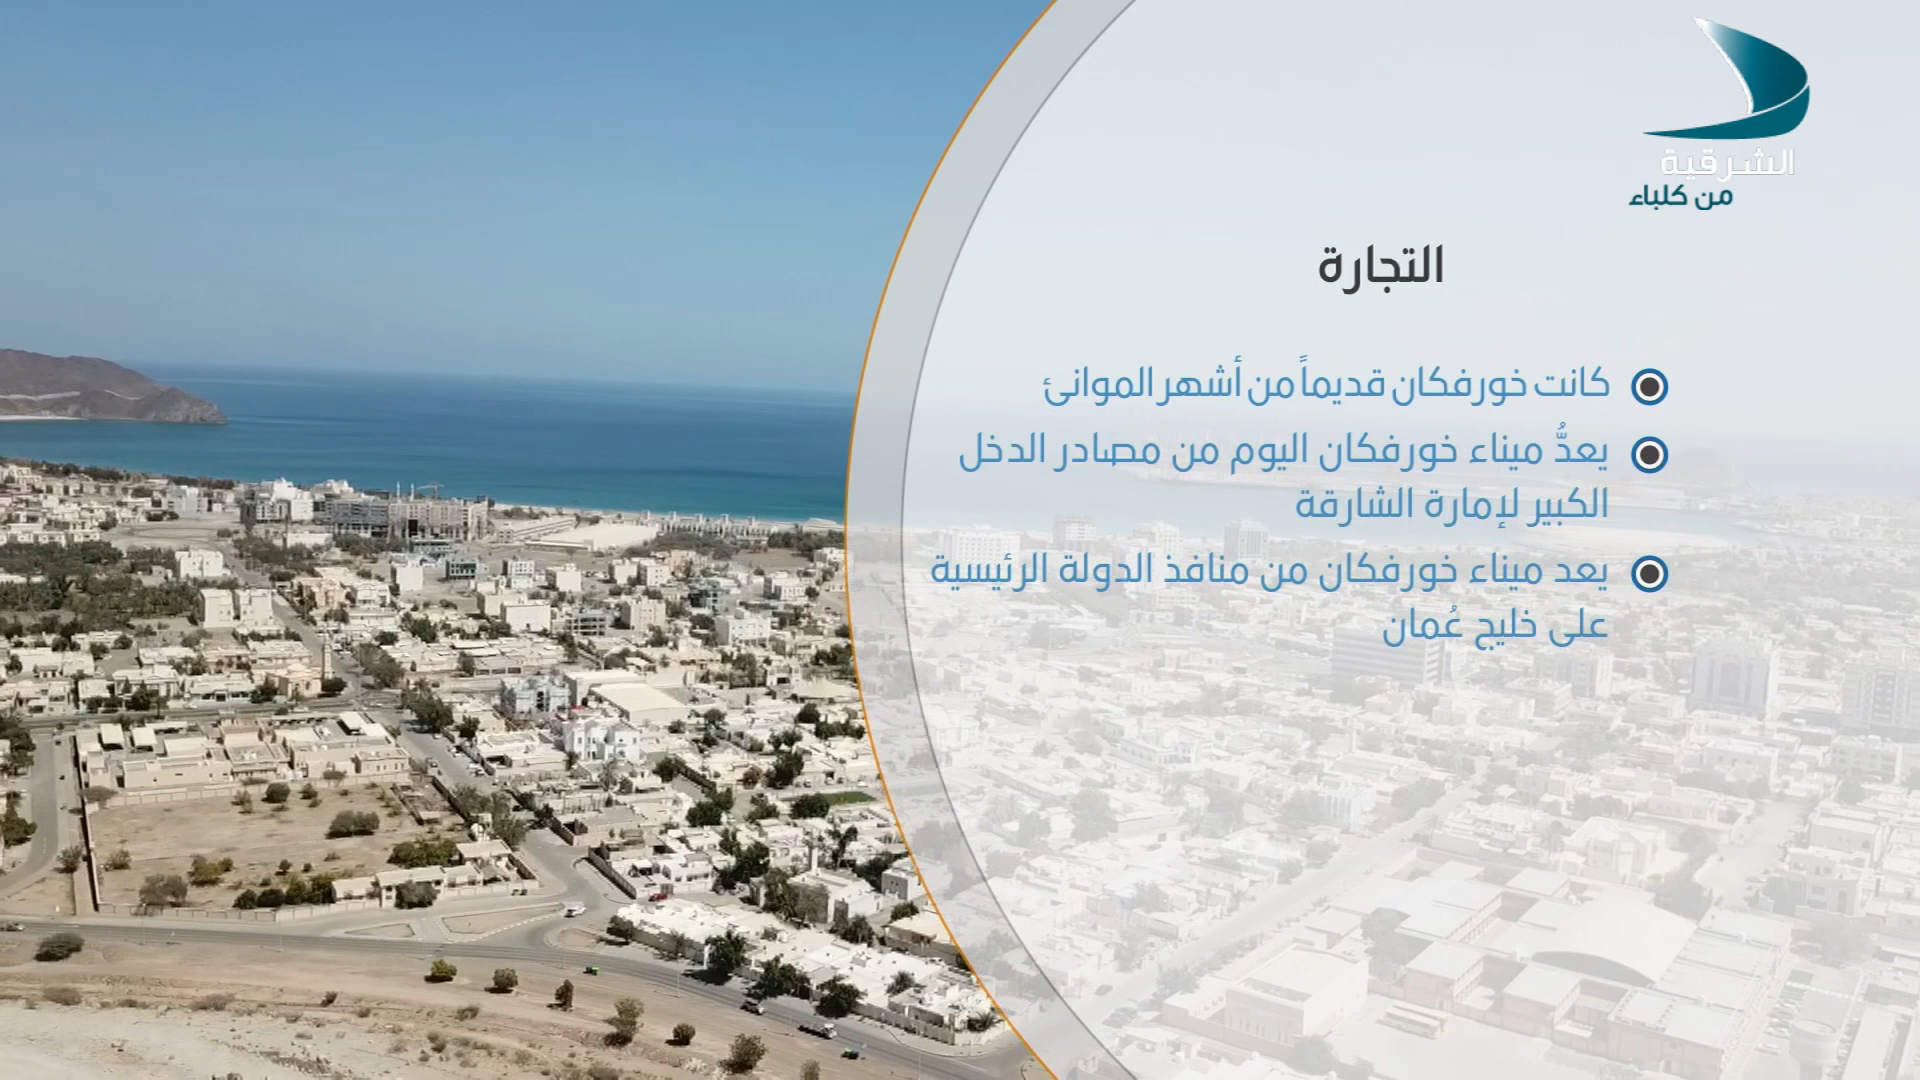 الشرقية
من كلباء
التجارة
كانت خورفكان قديماً من أشهر الموانئ
يعدُّ ميناء خورفكان اليوم من مصادر الدخل
الكبير لإمارة الشارقة
يعد ميناء خورفكان من منافذ الدولة الرئيسية
على خليج عُمان